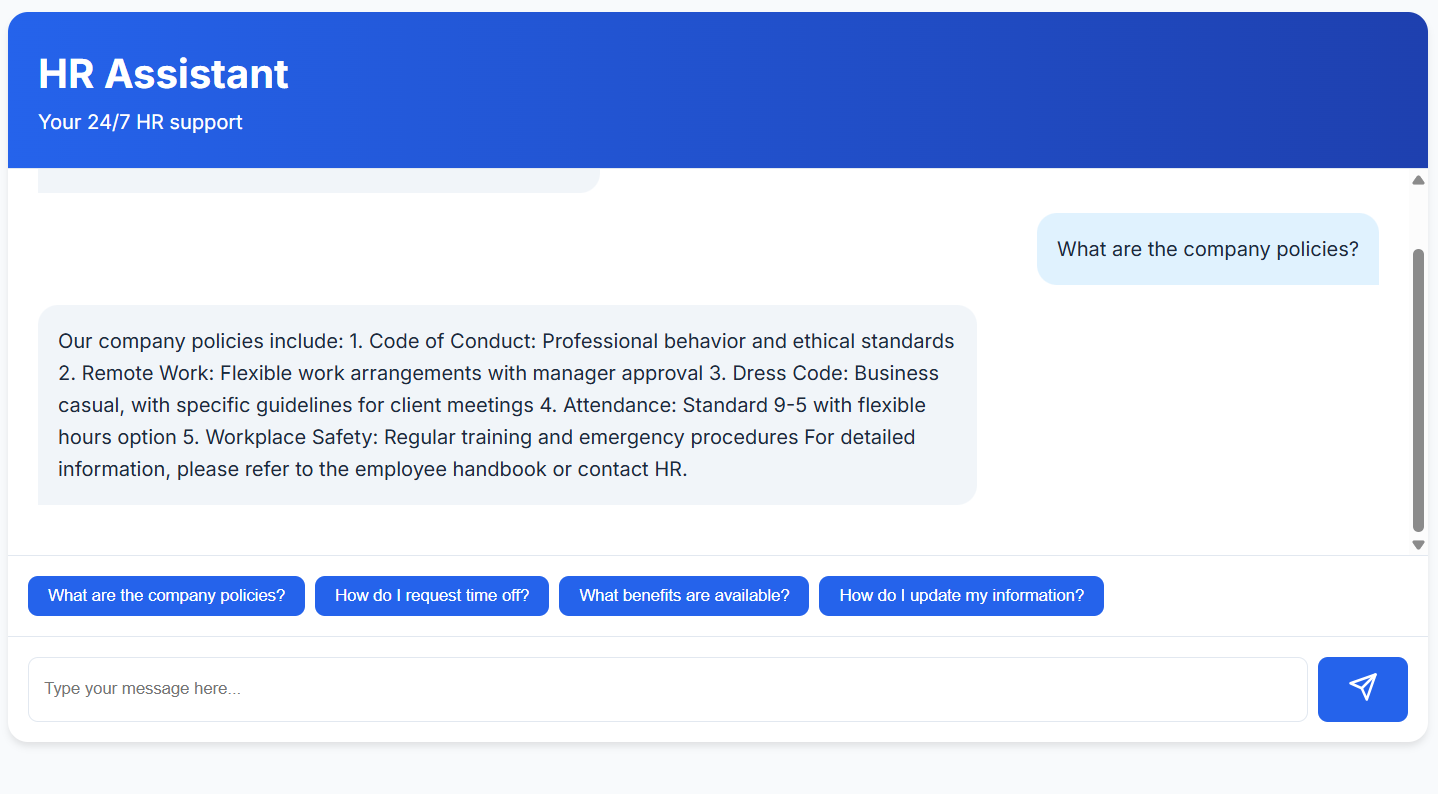 HR Assistant
Your 24/7 HR support
What are the company policies?
Our company policies include: 1. Code of Conduct: Professional behavior and ethical standards
2. Remote Work: Flexible work arrangements with manager approval 3. Dress Code: Business
casual, with specific guidelines for client meetings 4. Attendance: Standard 9-5 with flexible
hours option 5. Workplace Safety: Regular training and emergency procedures For detailed
information, please refer to the employee handbook or contact HR.
What are the company policies?
How do I request time off?
What benefits are available?
How do I update my information?
Type your message here...